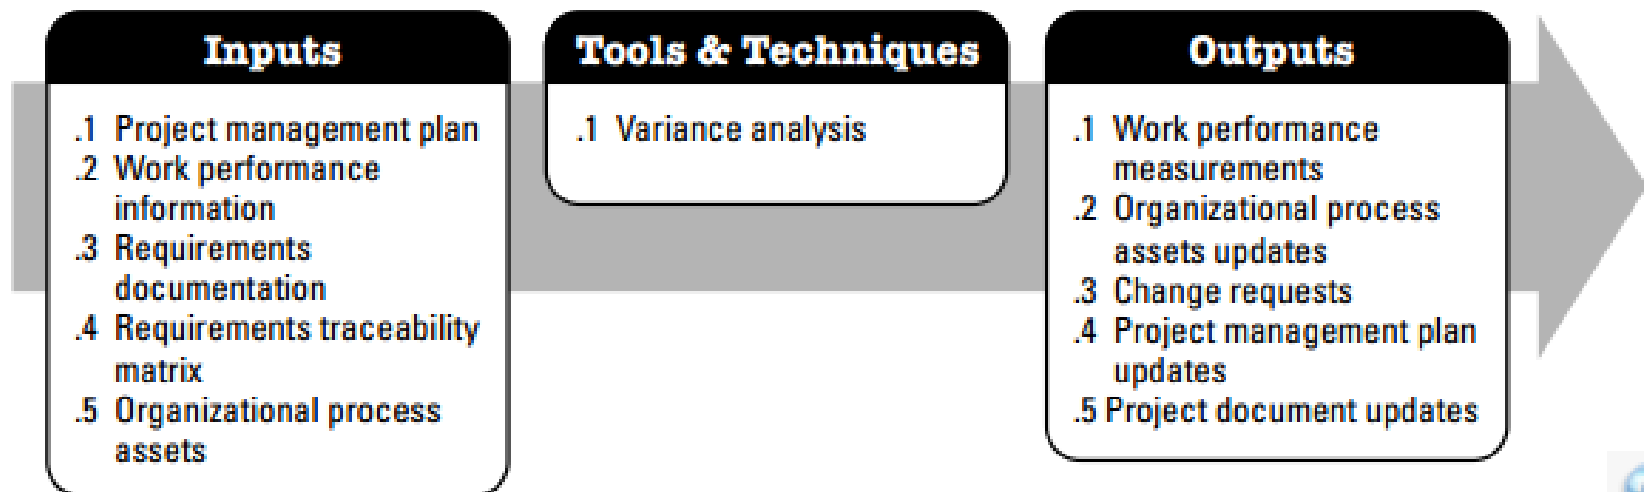 Inputs
.1 Project management plan
.2 Work performance
information
.3 Requirements
documentation
.4 Requirements traceability
matrix
.5 Organizational process
assets
Tools & Techniques
.1 Variance analysis
Outputs
.1 Work performance
measurements
.2 Organizational process
assets updates
.3 Change requests
.4 Project management plan
updates
.5 Project document updates